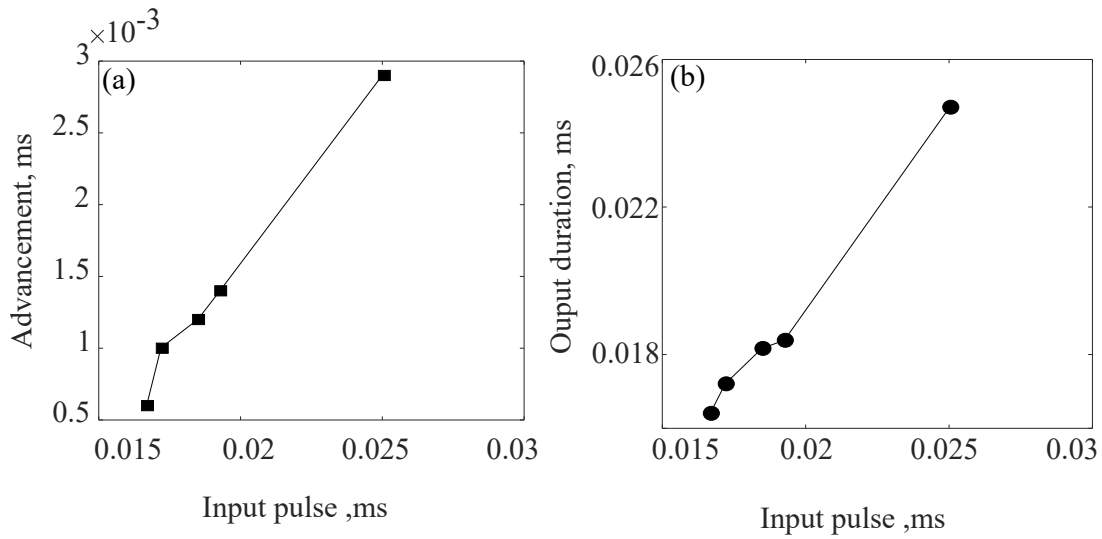 ×10-3
(a)
3
2.5
2
1.5
1
0.5
Advancement, ms
0.015 0.02 0.025 0.03
Input pulse ,ms
(b)
0.026
0.022
0.018
Ouput duration, ms
0.015 0.02 0.025 0.03
Input pulse ,ms